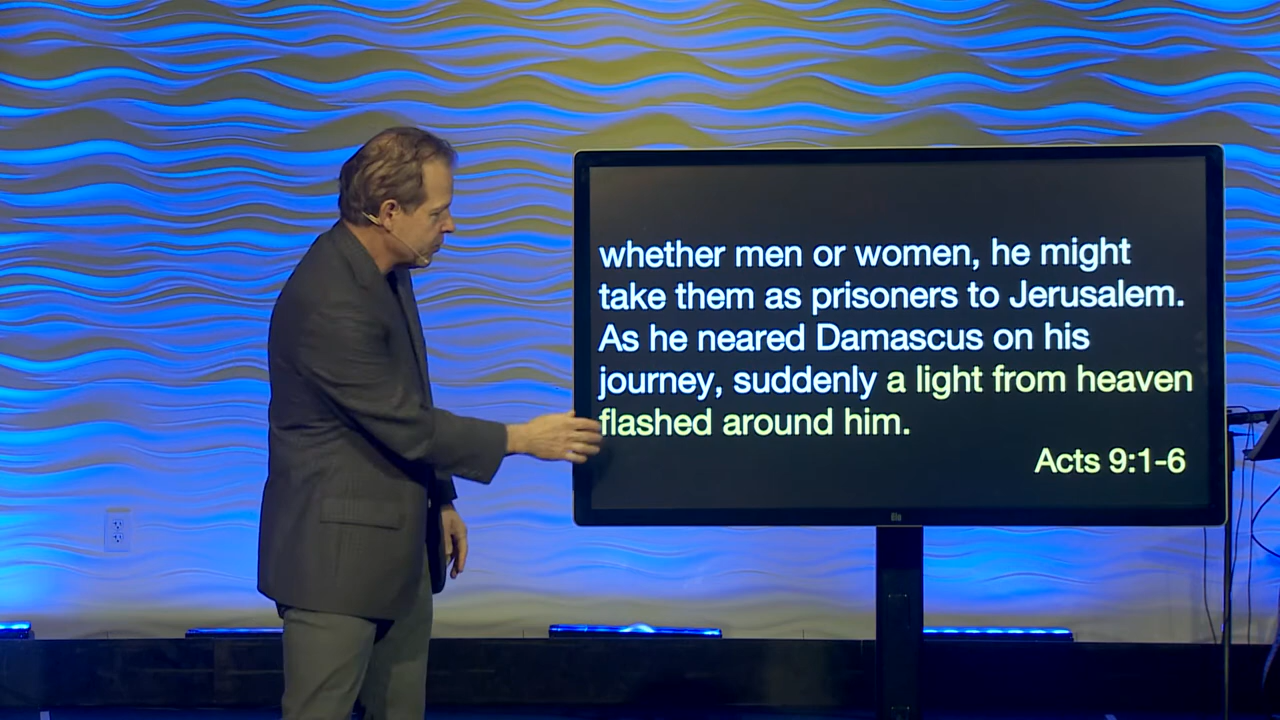 whether men or women, he might
take them as prisoners to Jerusalem.
As he neared Damascus on his
journey, suddenly a light from heaven
flashed around him.
Acts 9:1-6
elo